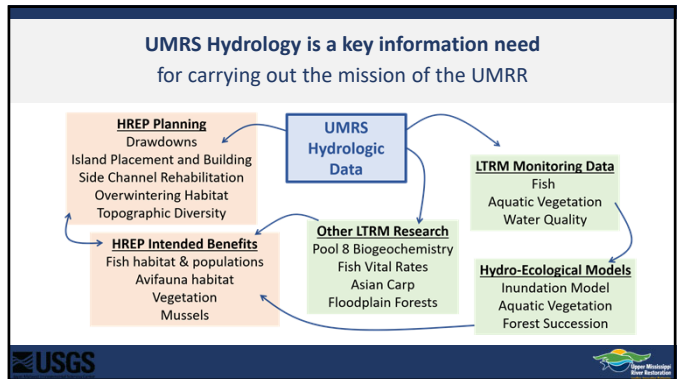 UMRS Hydrology is a key information need
for carrying out the mission of the UMRR
HREP Planning
Drawdowns
Island Placement and Building
Side Channel Rehabilitation
Overwintering Habitat
Topographic Diversity
UMRS
Hydrologic
Data
LTRM Monitoring Data
Fish
Aquatic Vegetation
Water Quality
HREP Intended Benefits
Fish habitat & populations
Avifauna habitat
Vegetation
Mussels
Other LTRM Research
Pool 8 Biogeochemistry
Fish Vital Rates
Asian Carp
Floodplain Forests
Hydro-Ecological Models
Inundation Model
Aquatic Vegetation
Forest Succession
USGS
Upper Mississippi
River Restoration